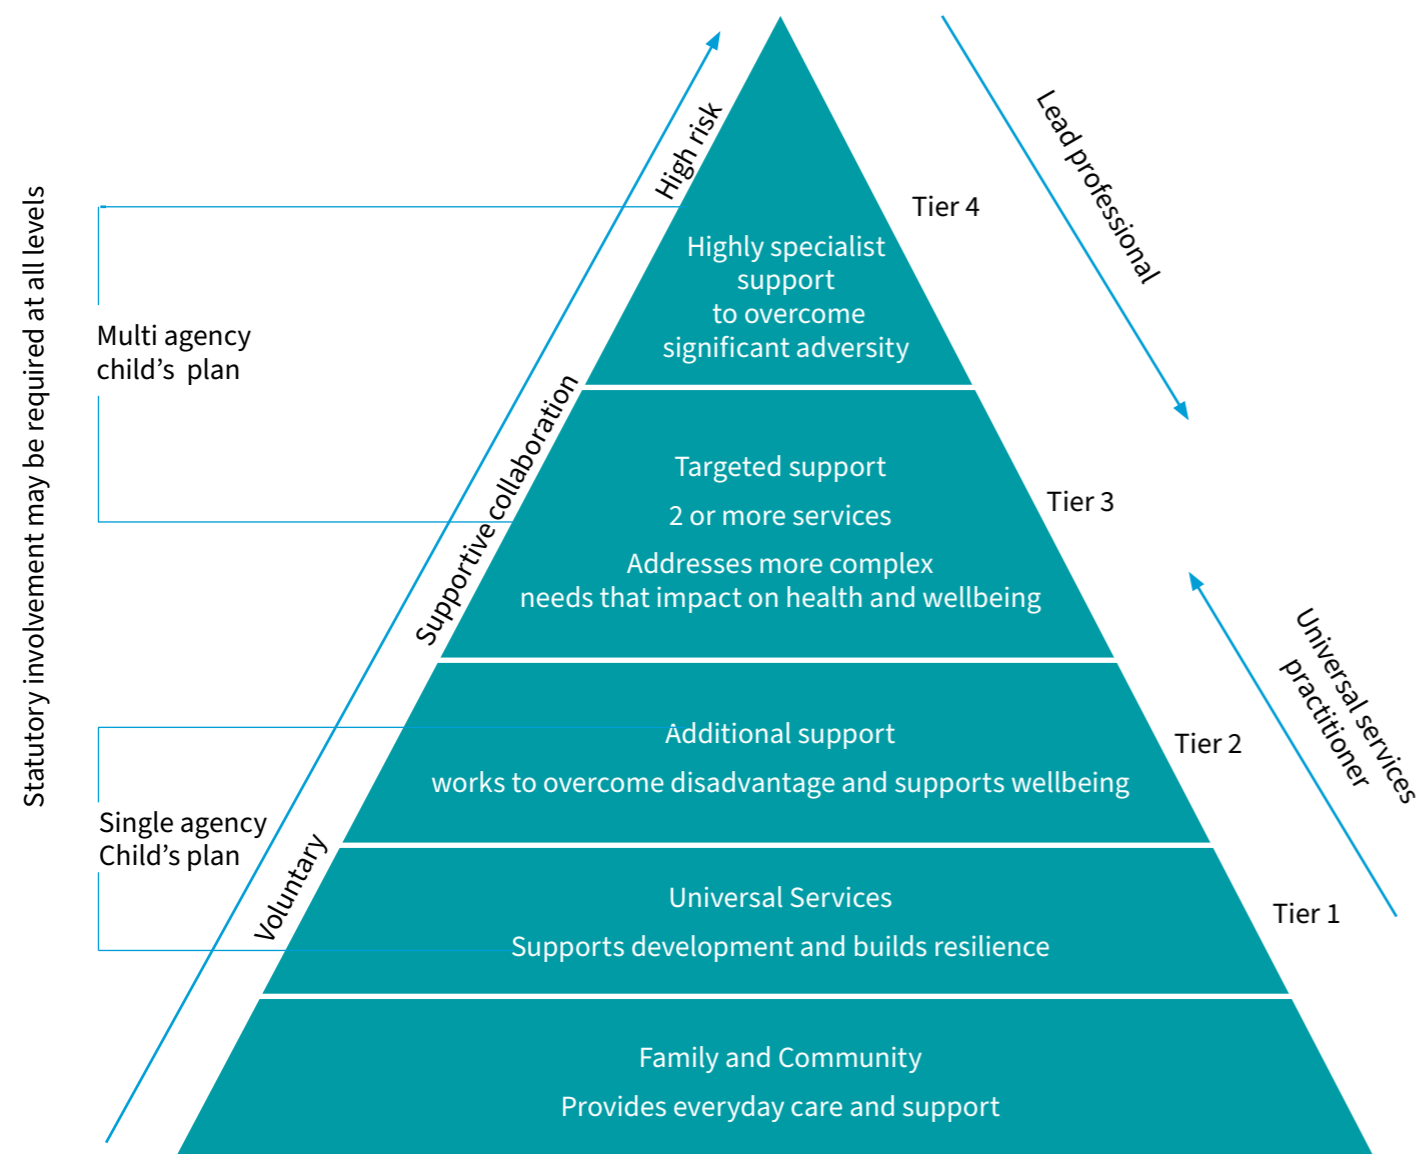 Statutory involvement may be required at all levels
High risk
Lead professional
Tier 4
Highly specialist
support
to overcome
significant adversity
Multi agency
child’s  plan
Supportive collaboration
Targeted support
2 or more services
Addresses more complex
needs that impact on health and wellbeing
Tier 3
Universal services
practitioner
Additional support
works to overcome disadvantage and supports wellbeing
Tier 2
Single agency
Child’s plan
Voluntary
Universal Services
Supports development and builds resilience
Tier 1
Family and Community
Provides everyday care and support